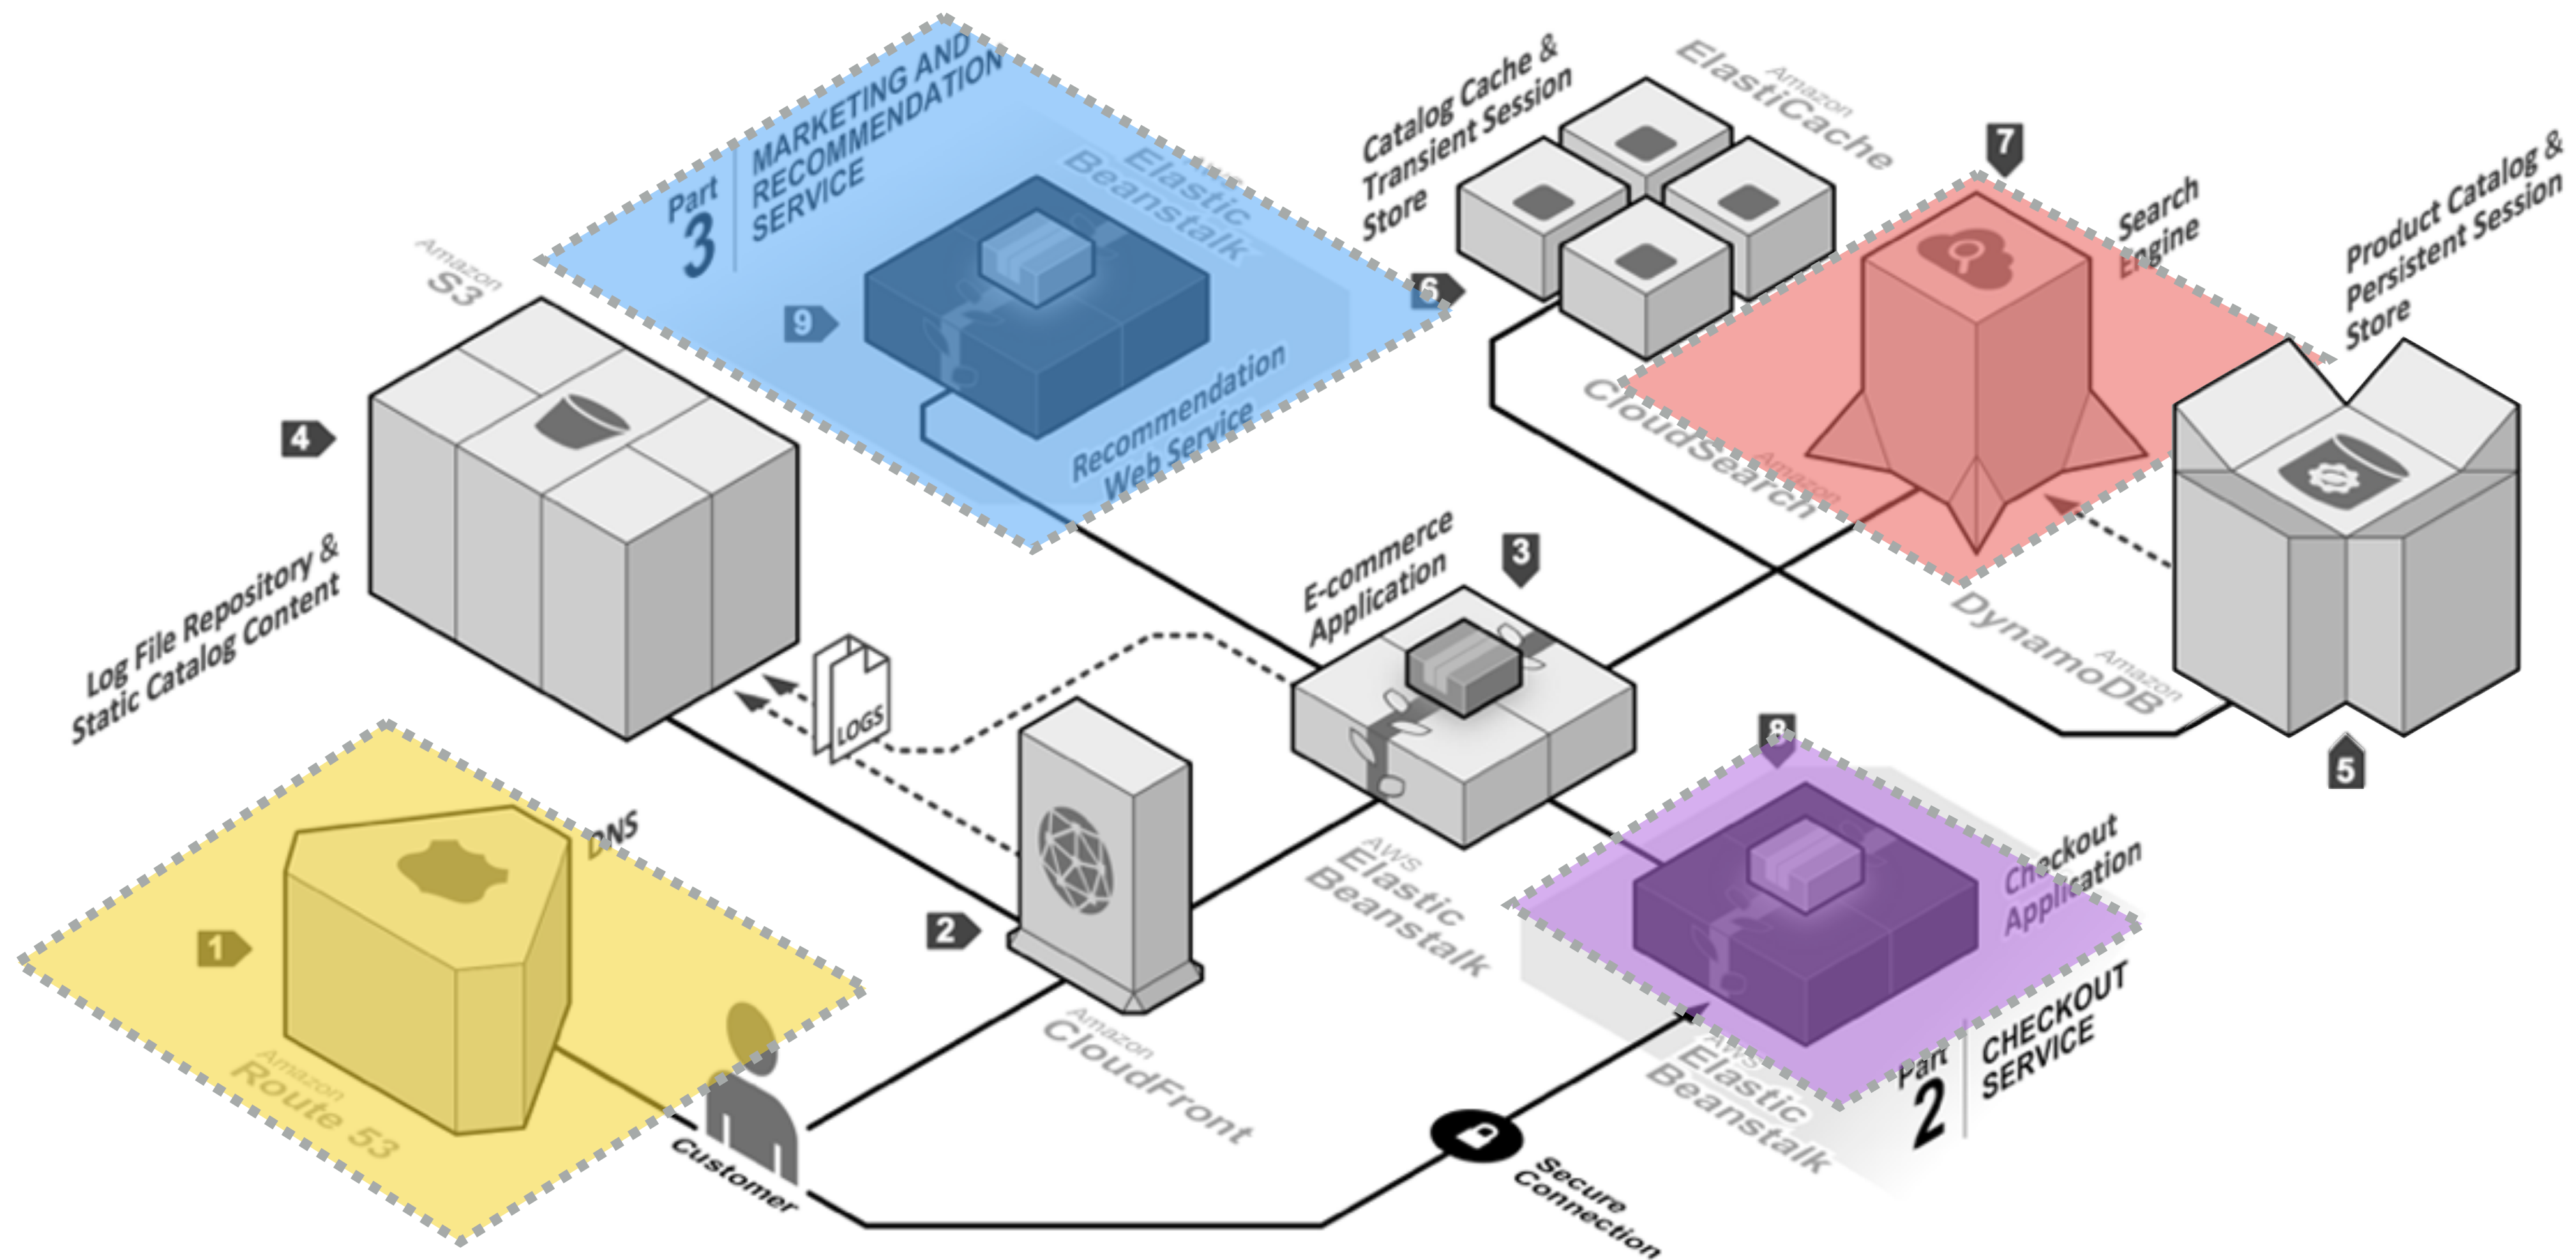 Part
3
MARKETING AND
RECOMMENDATION
SERVICE
AWS
Elastic
Beanstalk
9
Recommendation
Web Service
Catalog Cache &
Transient Session
Store
Amazon
ElastiCache
6
7
Search
Engine
Amazon
CloudSearch
Product Catalog &
Persistent Session
Store
Amazon
DynamoDB
5
Amazon
S3
4
Log File Repository &
Static Catalog Content
LOGS
E-commerce
Application
3
AWS
Elastic
Beanstalk
2
Amazon
CloudFront
DNS
1
Amazon
Route 53
Customer
Secure
Connection
8
Checkout
Application
AWS
Elastic
Beanstalk
Part
2
CHECKOUT
SERVICE